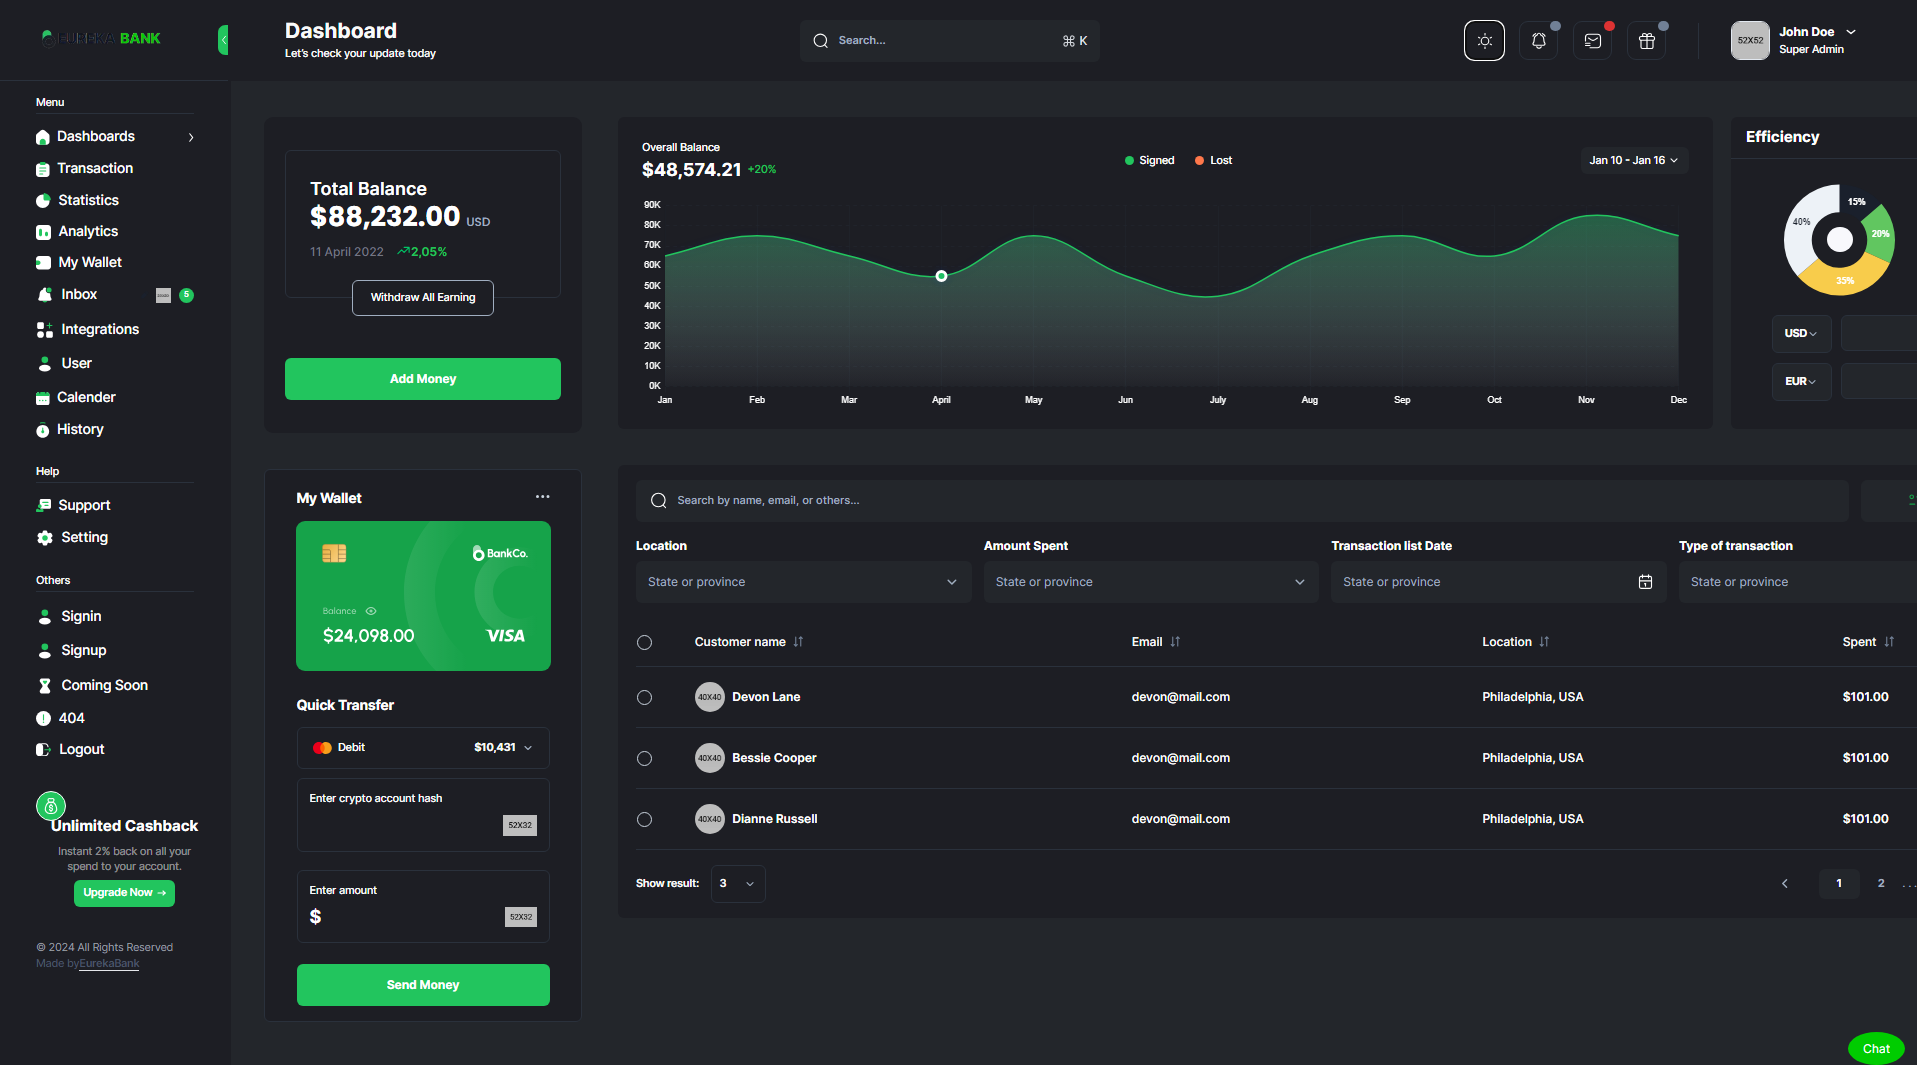 EUREKA BANK
Dashboard
Let's check your update today
Search...
⌘ K
52X52
John Doe
Super Admin
Menu
Dashboards
Transaction
Statistics
Analytics
My Wallet
Inbox
5
Integrations
User
Calender
History
Help
Support
Setting
Others
Signin
Signup
Coming Soon
404
Logout
Unlimited Cashback
Instant 2% back on all your
spend to your account.
Upgrade Now →
© 2024 All Rights Reserved
Made by EurekaBank
Total Balance
$88,232.00 USD
11 April 2022 2,05%
Withdraw All Earning
Add Money
Overall Balance
$48,574.21 +20%
Signed
Lost
Jan 10 - Jan 16
90K
80K
70K
60K
50K
40K
30K
20K
10K
0K
Jan Feb Mar April May Jun July Aug Sep Oct Nov Dec
Efficiency
15%
40%
20%
35%
USD
EUR
My Wallet
...
BankCo.
Balance
$24,098.00
VISA
Quick Transfer
Debit
$10,431
Enter crypto account hash
52X32
Enter amount
$
52X32
Send Money
Search by name, email, or others...
Location
Amount Spent
Transaction list Date
Type of transaction
State or province
State or province
State or province
State or province
Customer name
Email
Location
Spent
40X40 Devon Lane devon@mail.com Philadelphia, USA $101.00
40X40 Bessie Cooper devon@mail.com Philadelphia, USA $101.00
40X40 Dianne Russell devon@mail.com Philadelphia, USA $101.00
Show result:
3
1
2
...
Chat